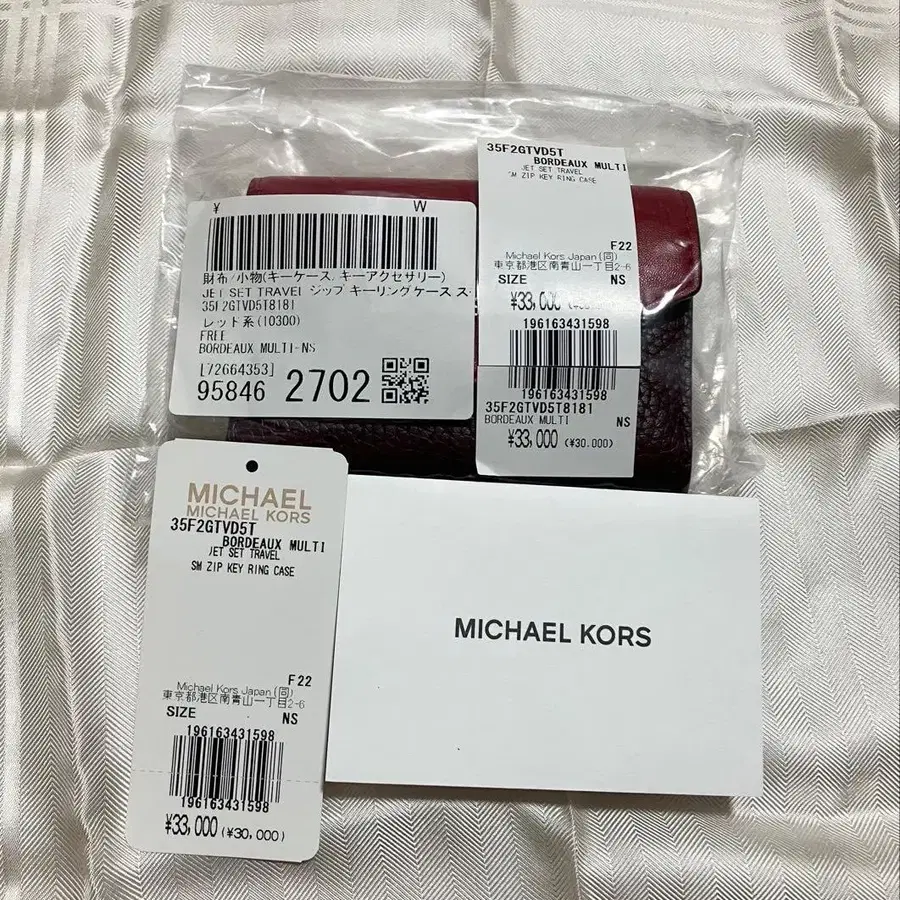 ¥ W
財布/小物(キーケース、キーアクセサリー)
JET SET TRAVEL ジップ キーリングケース ス
35F2GTVD5T8181
レッド系(10300)
FREE
BORDEAUX MULTI-NS
[72664353]
95846 2702
35F2GTVD5T
BORDEAUX MULTI
JET SET TRAVEL
SM ZIP KEY RING CASE
F22
Michael Kors Japan (同)
東京都港区南青山一丁目2-6
SIZE NS
¥33,000
196163431598
196163431598
35F2GTVD5T8181
BORDEAUX MULTI NS
¥33,000 (¥30,000)
MICHAEL
MICHAEL KORS
35F2GTVD5T
BORDEAUX MULTI
JET SET TRAVEL
SM ZIP KEY RING CASE
F22
Michael Kors Japan (同)
東京都港区南青山一丁目2-6
SIZE NS
196163431598
196163431598
¥33,000 (¥30,000)
MICHAEL KORS